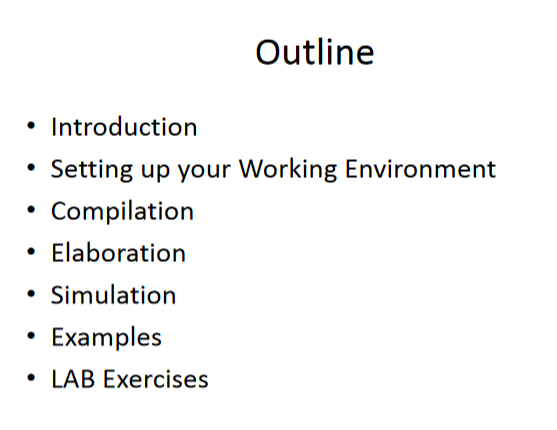 Outline
• Introduction
• Setting up your Working Environment
• Compilation
• Elaboration
• Simulation
• Examples
• LAB Exercises